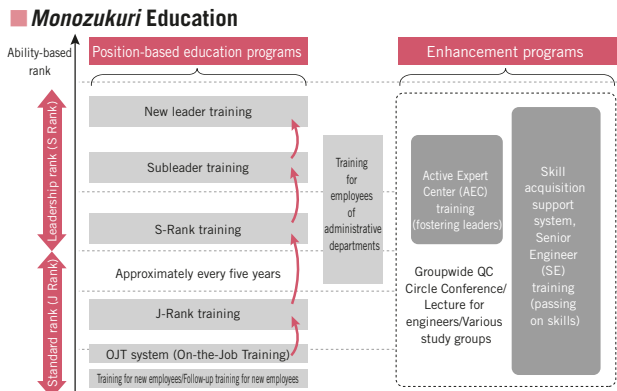 Monozukuri Education
Ability-based
rank
Position-based education programs
Enhancement programs
Leadership rank (S Rank)
Standard rank (J Rank)
New leader training
Subleader training
S-Rank training
Approximately every five years
J-Rank training
OJT system (On-the-Job Training)
Training for new employees/Follow-up training for new employees
Training
for
employees
of
administrative
departments
Active Expert
Center (AEC)
training
(fostering leaders)
Groupwide QC
Circle Conference/
Lecture for
engineers/Various
study groups
Skill
acquisition
support
system,
Senior
Engineer
(SE)
training
(passing
on skills)